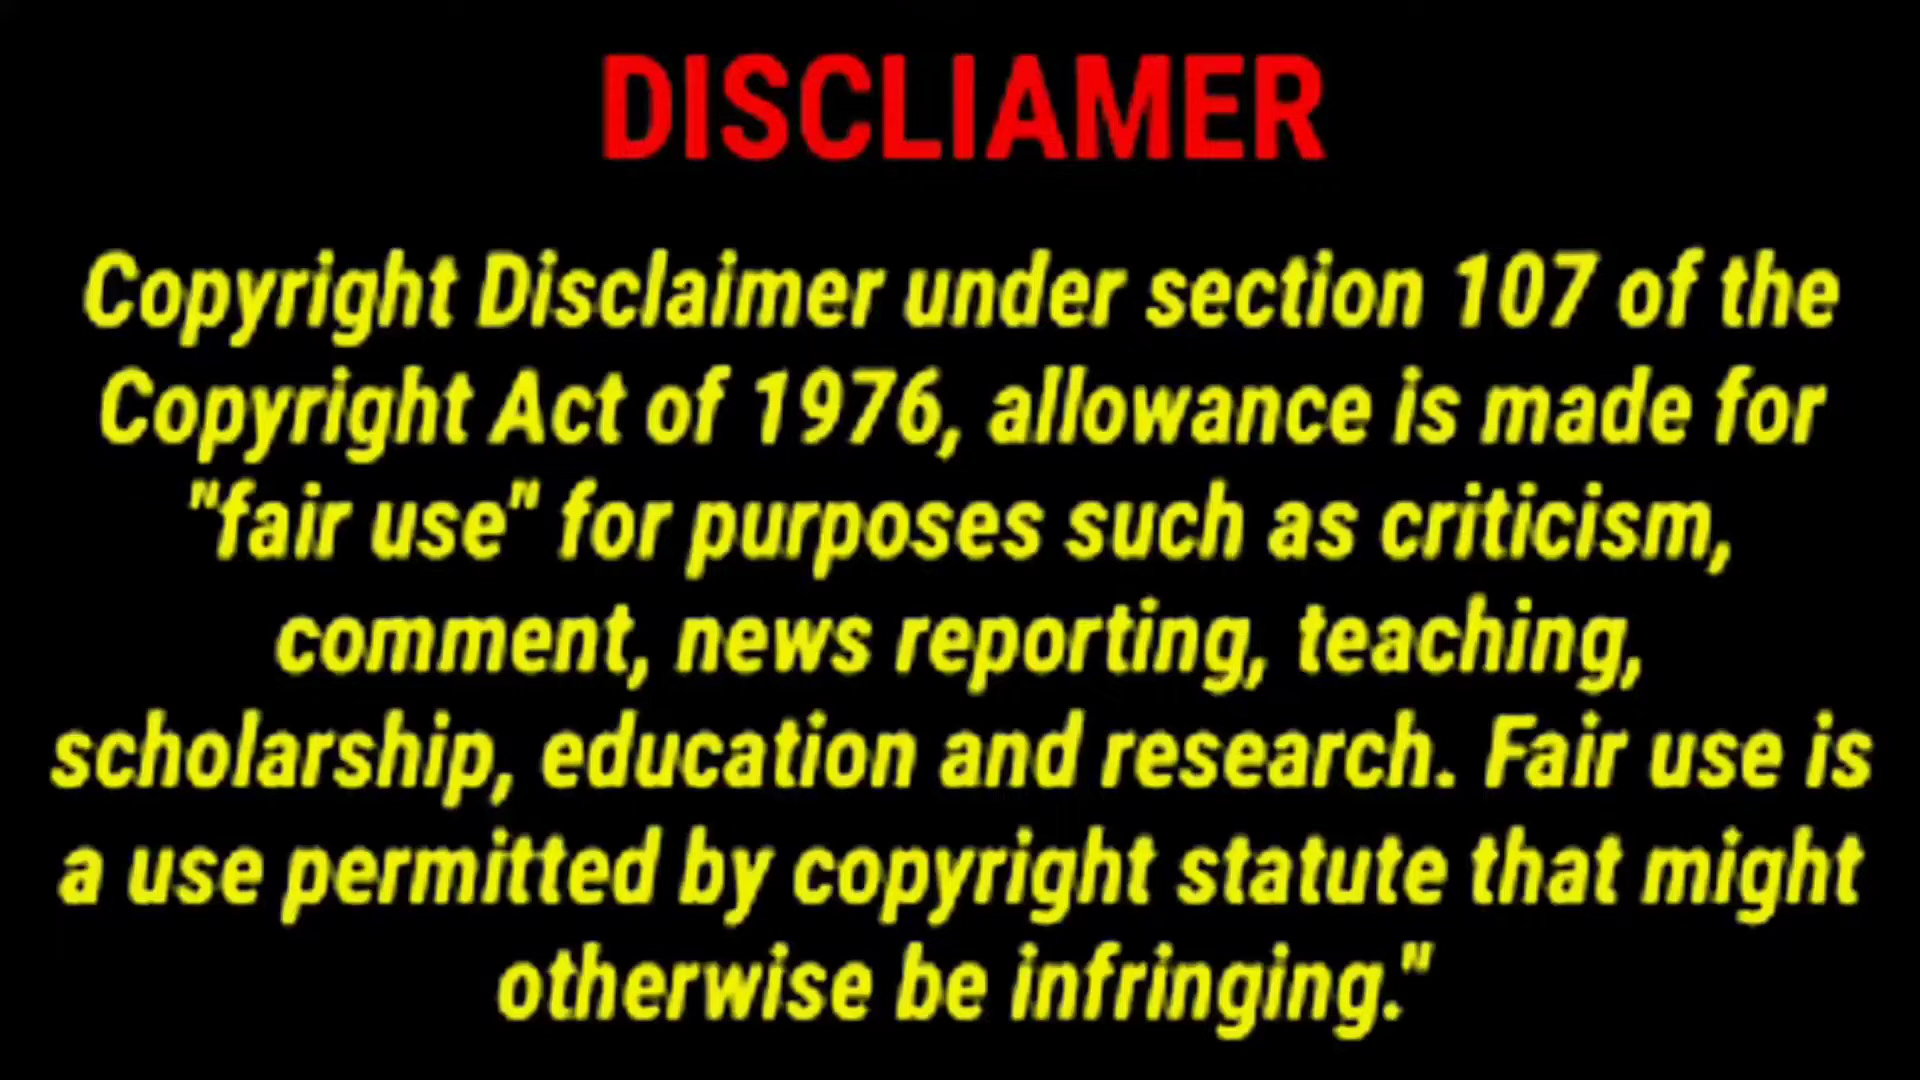 DISCLIAMER
Copyright Disclaimer under section 107 of the
Copyright Act of 1976, allowance is made for
"fair use" for purposes such as criticism,
comment, news reporting, teaching,
scholarship, education and research. Fair use is
a use permitted by copyright statute that might
otherwise be infringing."